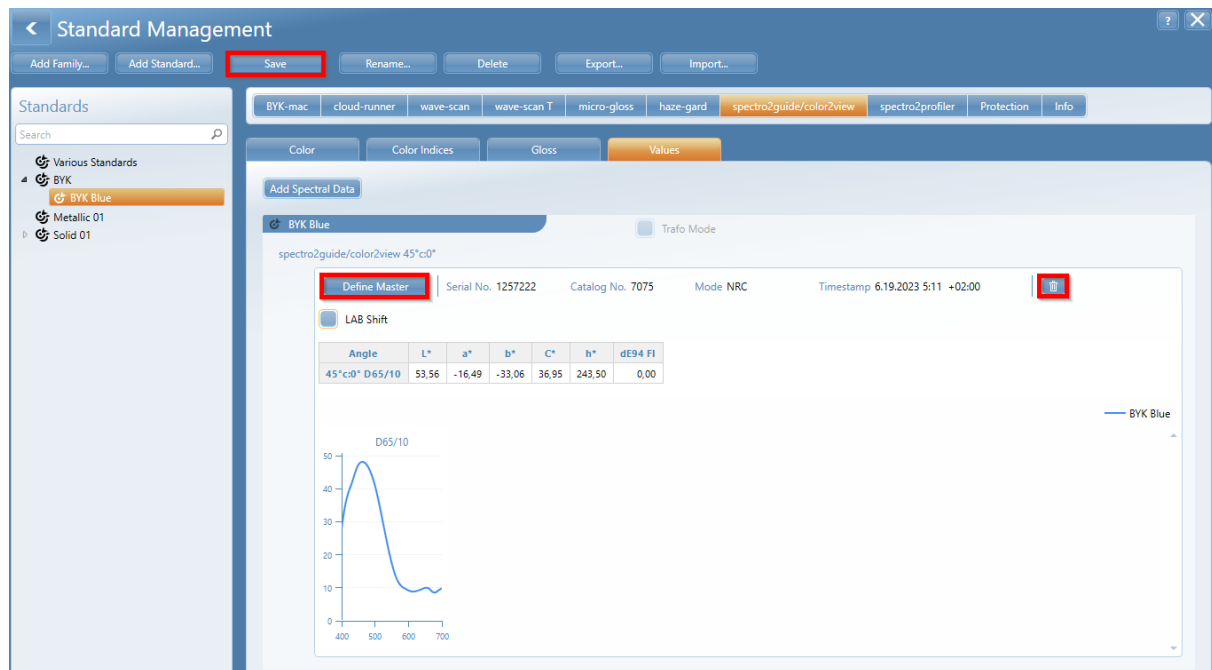 Standard Management
?
Add Family... Add Standard... Save Rename... Delete Export... Import...
Standards
Search
Various Standards
BYK
BYK Blue
Metallic 01
Solid 01
BYK-mac cloud-runner wave-scan wave-scan T micro-gloss haze-gard spectro2guide/color2view spectro2profiler Protection Info
Color Color Indices Gloss Values
Add Spectral Data
BYK Blue Trafo Mode
spectro2guide/color2view 45°c:0°
Define Master Serial No. 1257222 Catalog No. 7075 Mode NRC Timestamp 6.19.2023 5:11 +02:00
LAB Shift
Angle L* a* b* C* h* dE94 Fl
45°c:0° D65/10 53,56 -16,49 -33,06 36,95 243,50 0,00
BYK Blue
D65/10
50
40
30
20
10
0
400 500 600 700